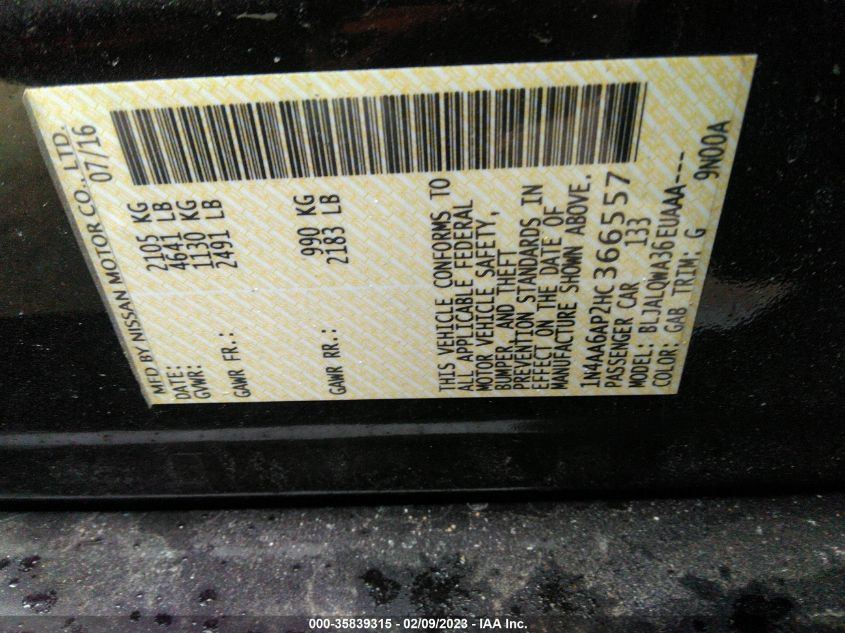 MFD BY NISSAN MOTOR CO., LTD.
DATE: 07/16
GVWR: 2105 KG
4641 LB
GAWR FR.: 1130 KG
2491 LB
GAWR RR.: 990 KG
2183 LB
THIS VEHICLE CONFORMS TO
ALL APPLICABLE FEDERAL
MOTOR VEHICLE SAFETY,
BUMPER, AND THEFT
PREVENTION STANDARDS IN
EFFECT ON THE DATE OF
MANUFACTURE SHOWN ABOVE.
1N4AA6AP2HC366557
PASSENGER CAR 133
MODEL: BLJALQWA36EUAAA----
COLOR: GAB TRIM: G 9N00A
000-35839315 - 02/09/2023 - IAA Inc.